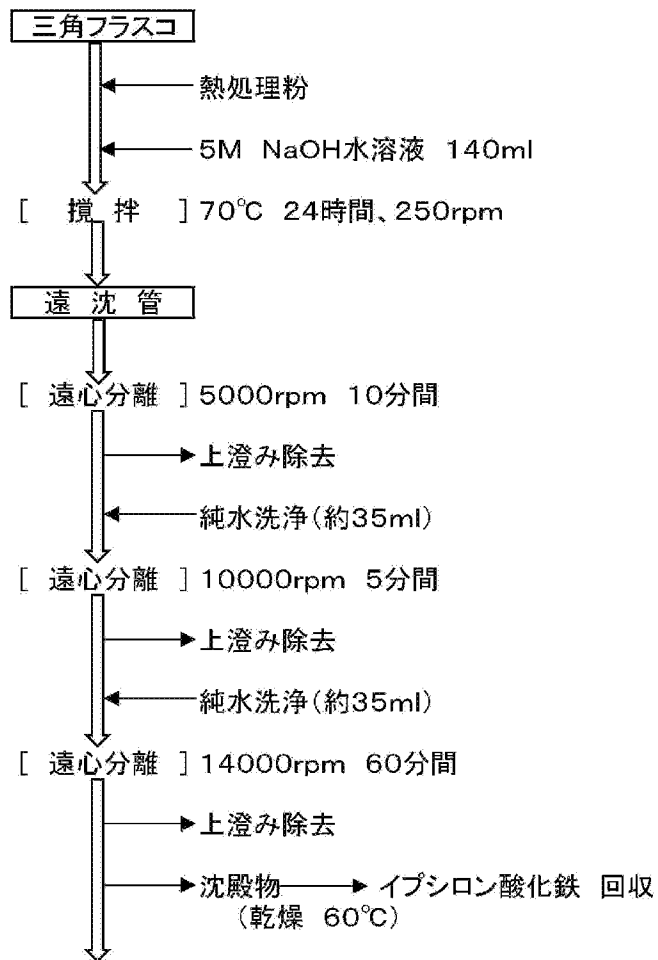 三角フラスコ
熱処理粉
5M NaOH水溶液 140ml
[ 攪拌 ] 70℃ 24時間、250rpm
遠沈管
[ 遠心分離 ] 5000rpm 10分間
上澄み除去
純水洗浄(約35ml)
[ 遠心分離 ] 10000rpm 5分間
上澄み除去
純水洗浄(約35ml)
[ 遠心分離 ] 14000rpm 60分間
上澄み除去
沈殿物 イプシロン酸化鉄 回収
(乾燥 60℃)